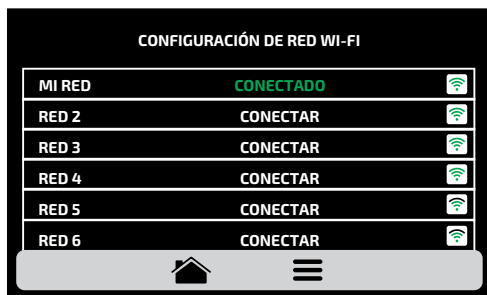 CONFIGURACIÓN DE RED WI-FI
MI RED CONECTADO
RED 2 CONECTAR
RED 3 CONECTAR
RED 4 CONECTAR
RED 5 CONECTAR
RED 6 CONECTAR